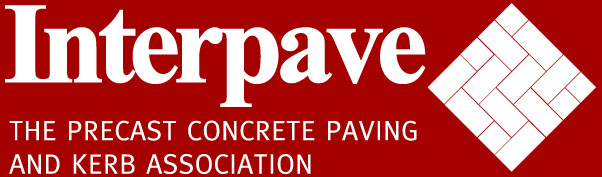 Interpave
THE PRECAST CONCRETE PAVING
AND KERB ASSOCIATION